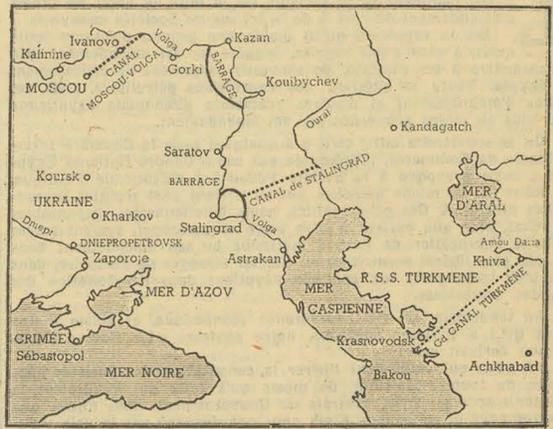 Ivanovo
Kalinine
MOSCOU
CANAL
MOSCOU-VOLGA
Volga
Gorki
BARRAGE
Kazan
Kouibychev
Oural
Kandagatch
Saratov
BARRAGE
CANAL de STALINGRAD
Koursk
UKRAINE
Kharkov
Stalingrad
Volga
Dniepr
DNIEPROPETROVSK
Zaporojé
Astrakan
MER
D'ARAL
Amou Daria
Khiva
MER D'AZOV
MER
CASPIENNE
R.S.S. TURKMENE
Gd CANAL TURKMENE
CRIMÉE
Sébastopol
Krasnovodsk
MER NOIRE
Bakou
Achkhabad